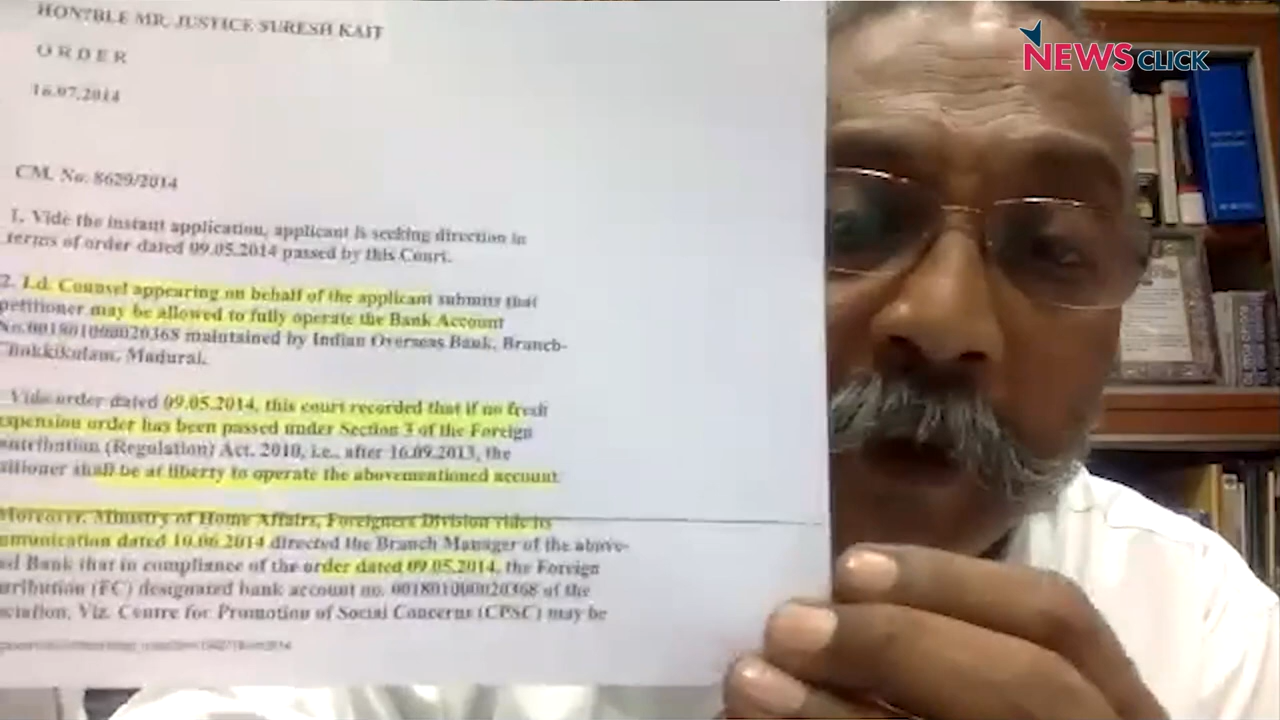 HON?BLE MR. JUSTICE SURESH KAIT
O R D E R
16.07.2014
CM. No. 8629/2014
1. Vide the instant application, applicant is seeking direction in
terms of order dated 09.05.2014 passed by this Court.
2. Ld. Counsel appearing on behalf of the applicant submits that
petitioner may be allowed to fully operate the Bank Account
No.001801000020368 maintained by Indian Overseas Bank, Branch-
Chokkikulam, Madurai.
Vide order dated 09.05.2014, this court recorded that if no fresh
spension order has been passed under Section 3 of the Foreign
ntribution (Regulation) Act, 2010, i.e., after 16.09.2013, the
titioner shall be at liberty to operate the abovementioned account.
Moreover, Ministry of Home Affairs, Foreigners Division vide its
mmunication dated 10.06.2014 directed the Branch Manager of the above-
id Bank that in compliance of the order dated 09.05.2014, the Foreign
ntribution (FC) designated bank account no. 001801000020368 of the
ociation, Viz. Centre for Promotion of Social Concerns (CPSC) may be
NEWSCLICK